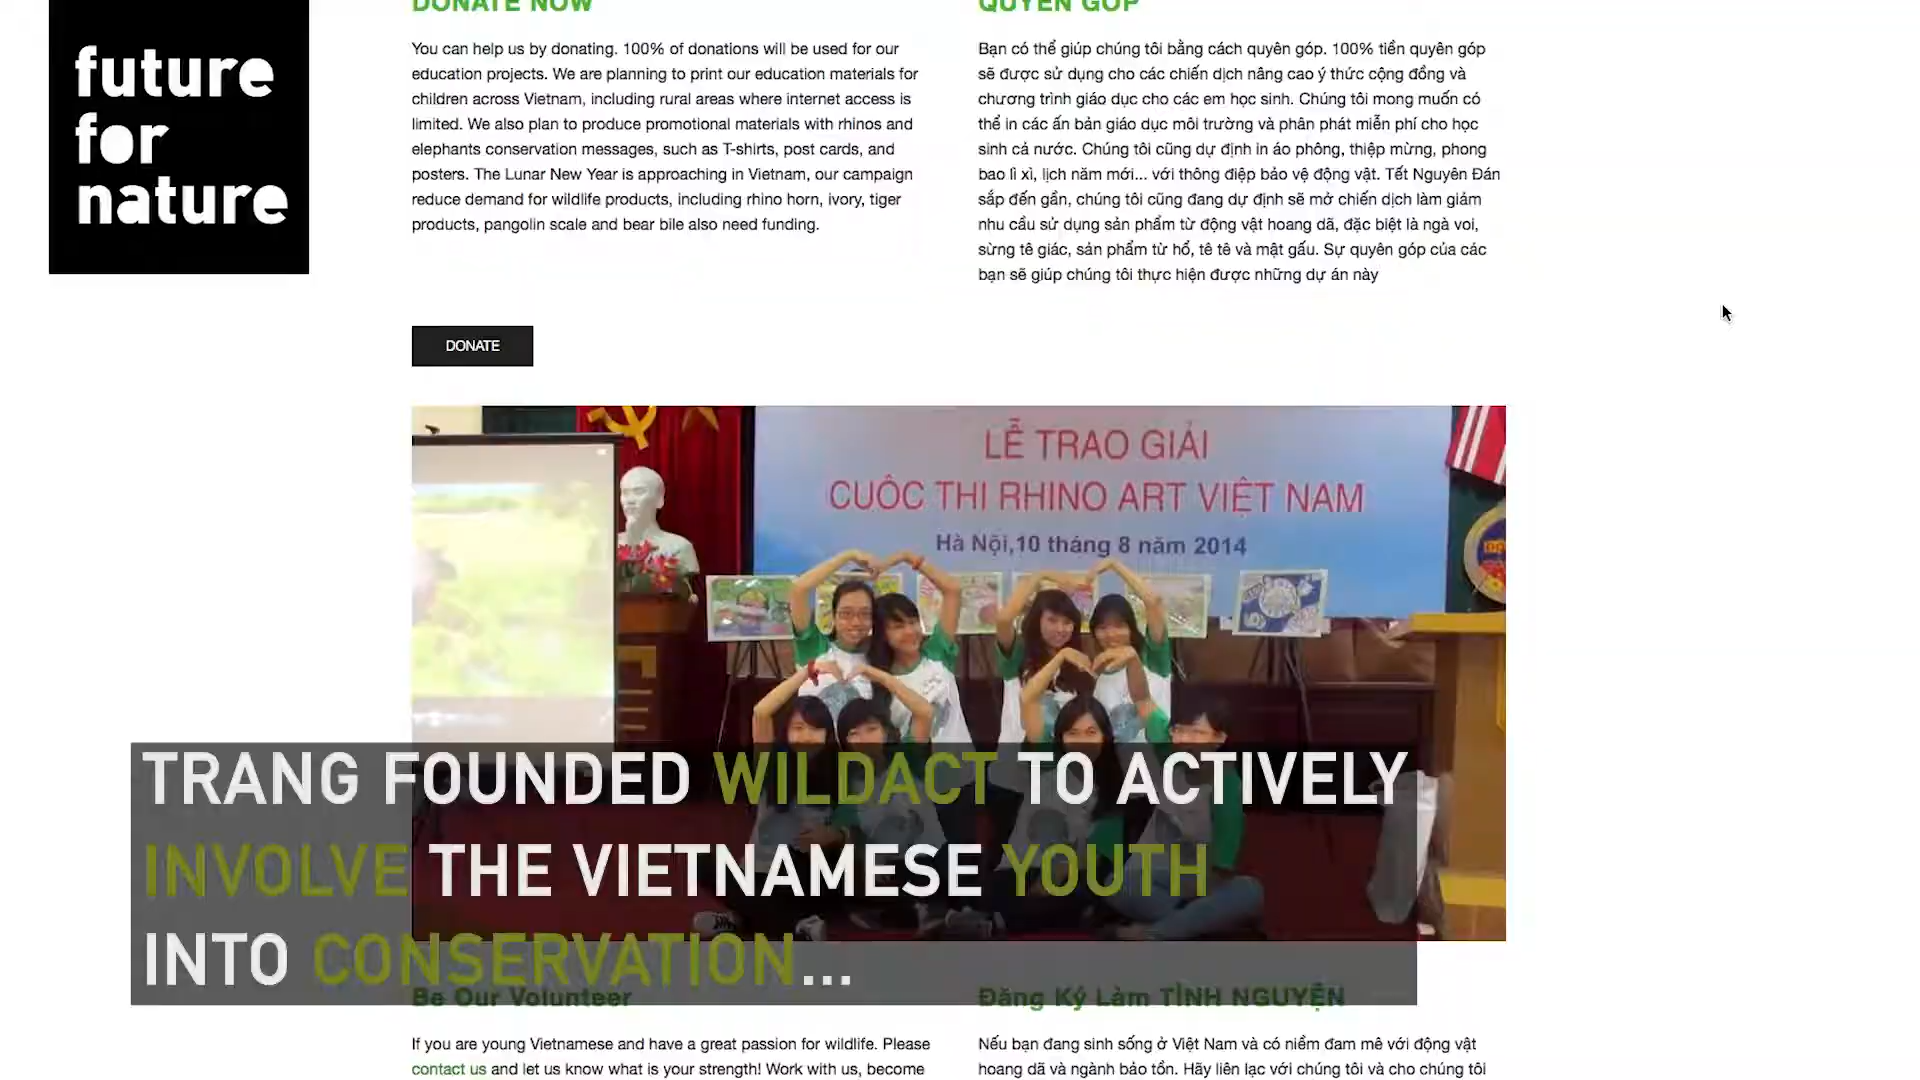 future
for
nature
DONATE NOW
You can help us by donating. 100% of donations will be used for our
education projects. We are planning to print our education materials for
children across Vietnam, including rural areas where internet access is
limited. We also plan to produce promotional materials with rhinos and
elephants conservation messages, such as T-shirts, post cards, and
posters. The Lunar New Year is approaching in Vietnam, our campaign
reduce demand for wildlife products, including rhino horn, ivory, tiger
products, pangolin scale and bear bile also need funding.
DONATE
QUYÊN GÓP
Bạn có thể giúp chúng tôi bằng cách quyên góp. 100% tiền quyên góp
sẽ được sử dụng cho các chiến dịch nâng cao ý thức cộng đồng và
chương trình giáo dục cho các em học sinh. Chúng tôi mong muốn có
thể in các ấn bản giáo dục môi trường và phân phát miễn phí cho học
sinh cả nước. Chúng tôi cũng dự định in áo phông, thiệp mừng, phong
bao lì xì, lịch năm mới... với thông điệp bảo vệ động vật. Tết Nguyên Đán
sắp đến gần, chúng tôi cũng đang dự định sẽ mở chiến dịch làm giảm
nhu cầu sử dụng sản phẩm từ động vật hoang dã, đặc biệt là ngà voi,
sừng tê giác, sản phẩm từ hổ, tê tê và mật gấu. Sự quyên góp của các
bạn sẽ giúp chúng tôi thực hiện được những dự án này
LỄ TRAO GIẢI
CUỘC THI RHINO ART VIỆT NAM
Hà Nội,10 tháng 8 năm 2014
TRANG FOUNDED WILDACT TO ACTIVELY
INVOLVE THE VIETNAMESE YOUTH
INTO CONSERVATION...
Be Our Volunteer
If you are young Vietnamese and have a great passion for wildlife. Please
contact us and let us know what is your strength! Work with us, become
Đăng Ký Làm TÌNH NGUYỆN
Nếu bạn đang sinh sống ở Việt Nam và có niềm đam mê với động vật
hoang dã và ngành bảo tồn. Hãy liên lạc với chúng tôi và cho chúng tôi